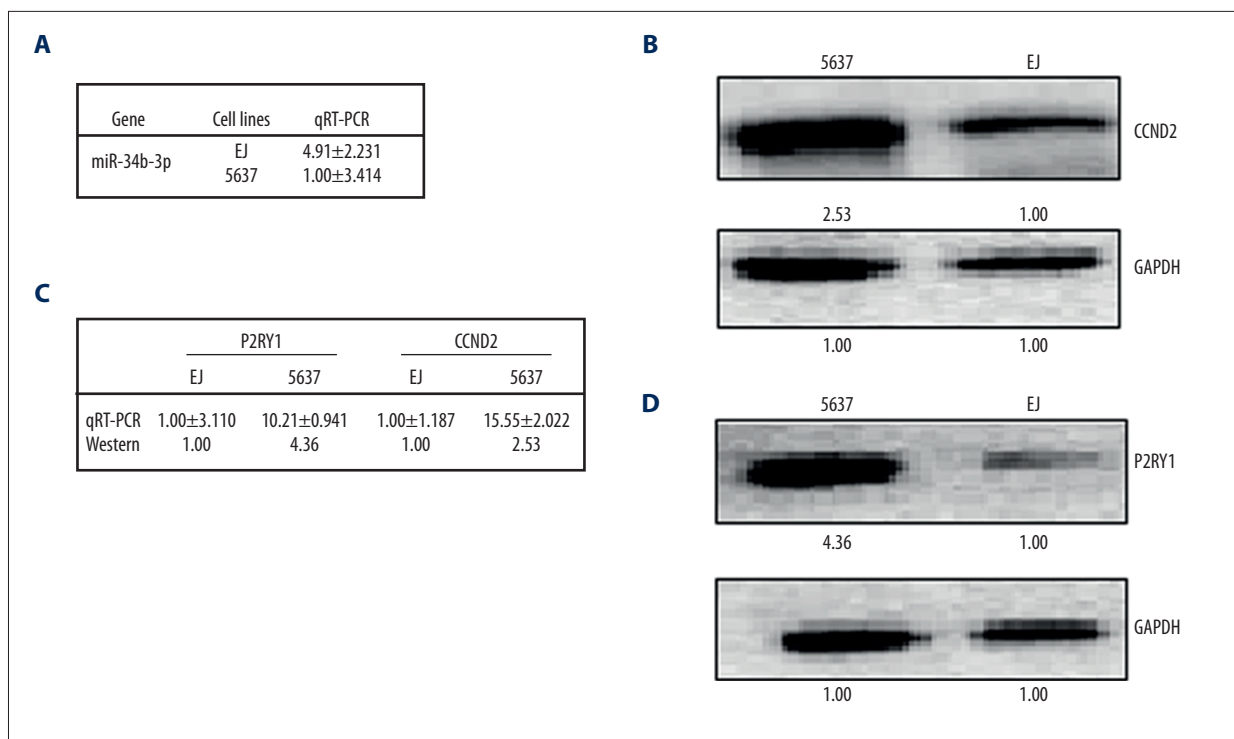 A
Gene Cell lines qRT-PCR
miR-34b-3p
EJ 4.91±2.231
5637 1.00±3.414
B
5637 EJ
CCND2
2.53 1.00
GAPDH
1.00 1.00
C
P2RY1 CCND2
EJ 5637 EJ 5637
qRT-PCR 1.00±3.110 10.21±0.941 1.00±1.187 15.55±2.022
Western 1.00 4.36 1.00 2.53
D
5637 EJ
P2RY1
4.36 1.00
GAPDH
1.00 1.00